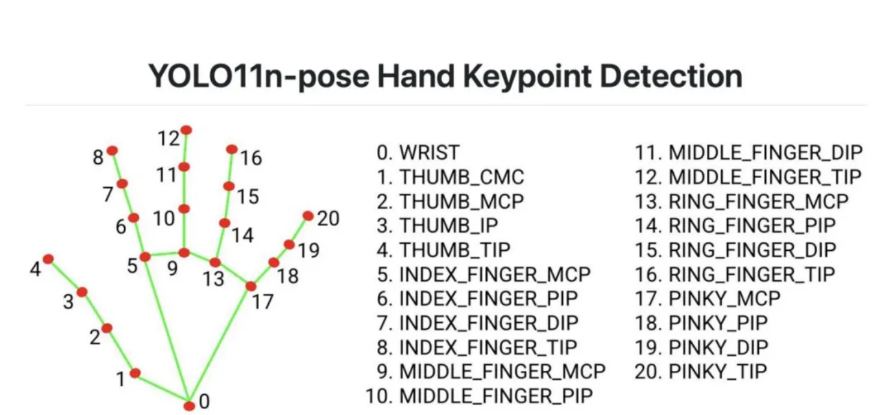 YOLO11n-pose Hand Keypoint Detection
12
8
16
11
7
15
10
6
14
20
19
5
9
13
18
4
17
3
2
1
0
0. WRIST
1. THUMB_CMC
2. THUMB_MCP
3. THUMB_IP
4. THUMB_TIP
5. INDEX_FINGER_MCP
6. INDEX_FINGER_PIP
7. INDEX_FINGER_DIP
8. INDEX_FINGER_TIP
9. MIDDLE_FINGER_MCP
10. MIDDLE_FINGER_PIP
11. MIDDLE_FINGER_DIP
12. MIDDLE_FINGER_TIP
13. RING_FINGER_MCP
14. RING_FINGER_PIP
15. RING_FINGER_DIP
16. RING_FINGER_TIP
17. PINKY_MCP
18. PINKY_PIP
19. PINKY_DIP
20. PINKY_TIP